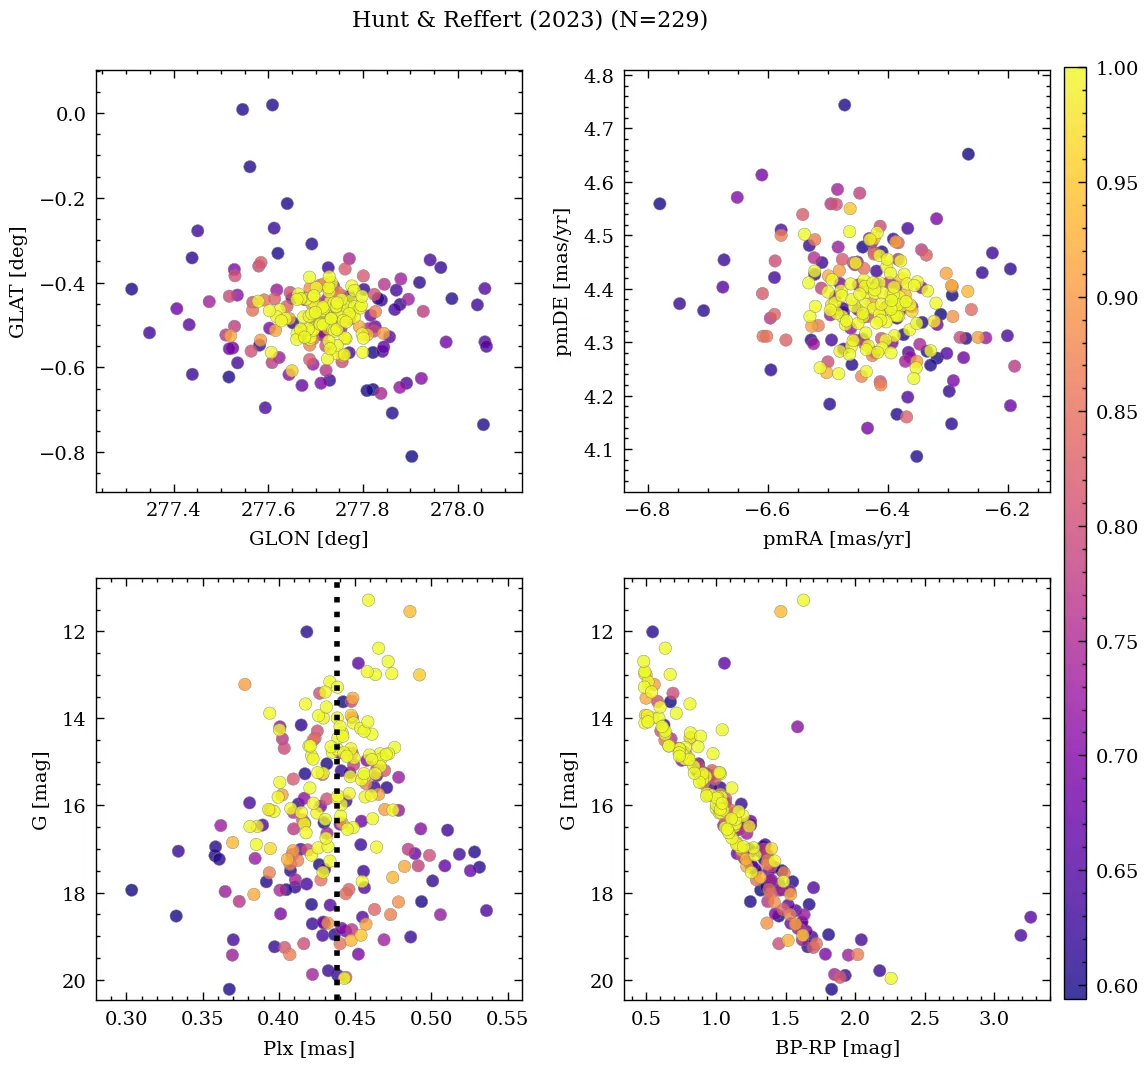 Hunt & Reffert (2023) (N=229)
0.0
−0.2
−0.4
−0.6
−0.8
GLAT [deg]
277.4 277.6 277.8 278.0
GLON [deg]
4.8
4.7
4.6
4.5
4.4
4.3
4.2
4.1
pmDE [mas/yr]
−6.8 −6.6 −6.4 −6.2
pmRA [mas/yr]
12
14
16
18
20
G [mag]
0.30 0.35 0.40 0.45 0.50 0.55
Plx [mas]
12
14
16
18
20
G [mag]
0.5 1.0 1.5 2.0 2.5 3.0
BP-RP [mag]
1.00
0.95
0.90
0.85
0.80
0.75
0.70
0.65
0.60